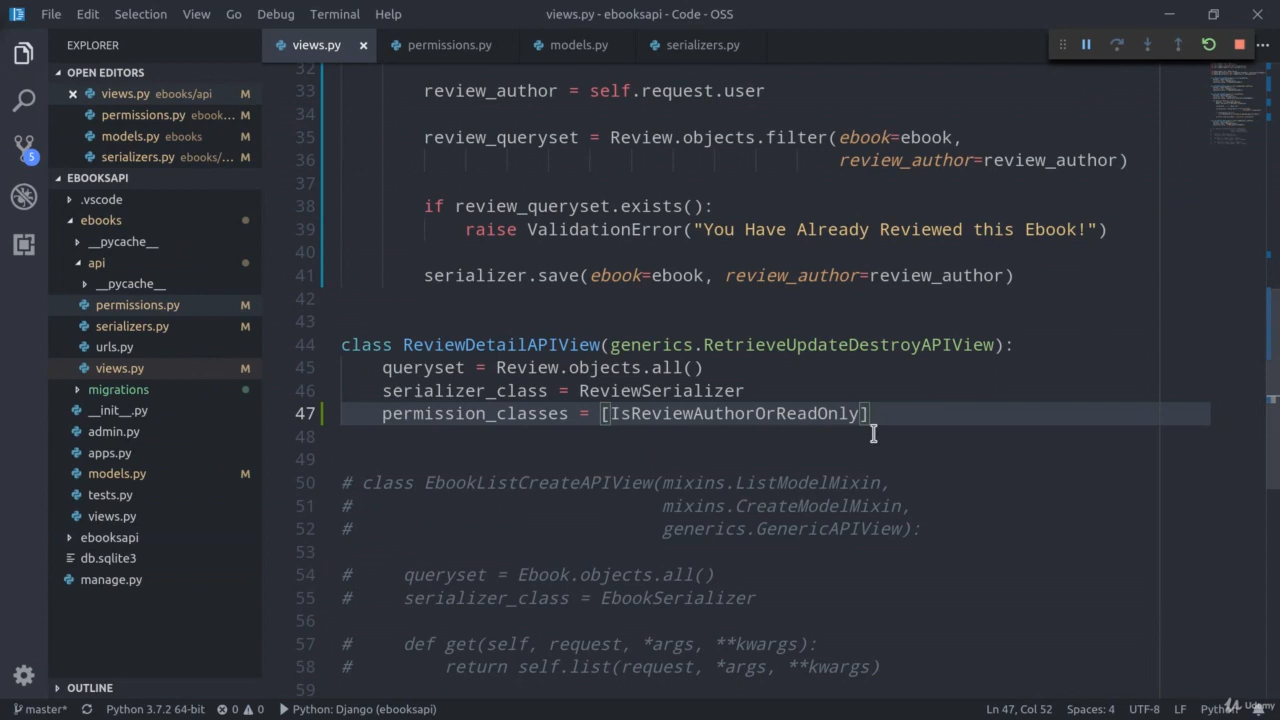 File Edit Selection View Go Debug Terminal Help views.py - ebooksapi - Code - OSS
EXPLORER
views.py
permissions.py
models.py
serializers.py
OPEN EDITORS
views.py ebooks/api M
permissions.py ebook... M
models.py ebooks M
serializers.py ebooks/... M
EBOOKSAPI
.vscode
ebooks
__pycache__
api
__pycache__
permissions.py M
serializers.py M
urls.py
views.py M
migrations
__init__.py
admin.py
apps.py
models.py M
tests.py
views.py
ebooksapi
db.sqlite3
manage.py
OUTLINE
5
32
33 review_author = self.request.user
34
35 review_queryset = Review.objects.filter(ebook=ebook,
36 review_author=review_author)
37
38 if review_queryset.exists():
39 raise ValidationError("You Have Already Reviewed this Ebook!")
40
41 serializer.save(ebook=ebook, review_author=review_author)
42
43
44 class ReviewDetailAPIView(generics.RetrieveUpdateDestroyAPIView):
45 queryset = Review.objects.all()
46 serializer_class = ReviewSerializer
47 permission_classes = [IsReviewAuthorOrReadOnly]
48
49
50 # class EbookListCreateAPIView(mixins.ListModelMixin,
51 # mixins.CreateModelMixin,
52 # generics.GenericAPIView):
53
54 # queryset = Ebook.objects.all()
55 # serializer_class = EbookSerializer
56
57 # def get(self, request, *args, **kwargs):
58 # return self.list(request, *args, **kwargs)
59
master* Python 3.7.2 64-bit 0 0 Python: Django (ebooksapi) Ln 47, Col 52 Spaces: 4 UTF-8 LF Python
Udemy